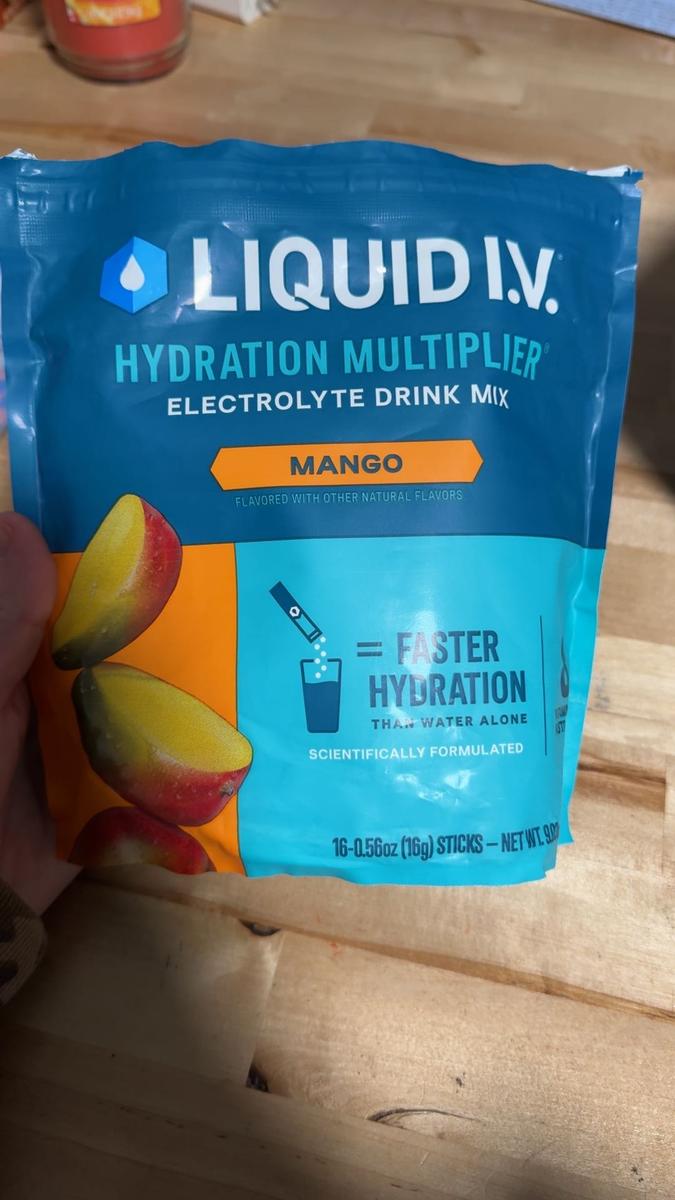 LIQUID I.V.
HYDRATION MULTIPLIER®
ELECTROLYTE DRINK MIX
MANGO
FLAVORED WITH OTHER NATURAL FLAVORS
= FASTER
HYDRATION
THAN WATER ALONE
SCIENTIFICALLY FORMULATED
16-0.56oz (16g) STICKS – NET WT.